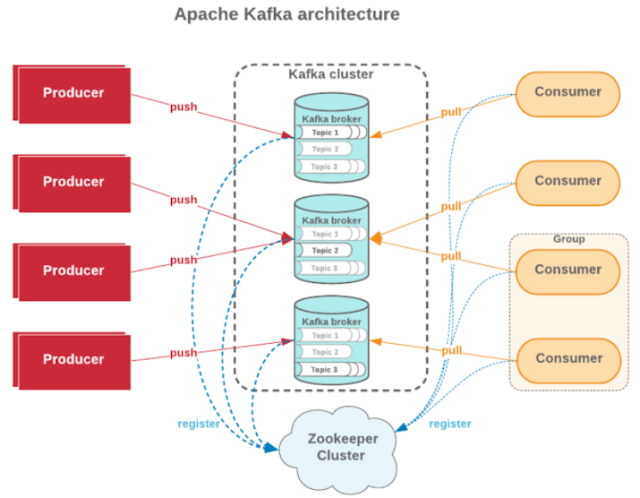 Apache Kafka architecture
Kafka cluster
Producer
push
Kafka broker
Topic 1
Topic 2
Topic 3
pull
Consumer
Producer
push
Kafka broker
Topic 1
Topic 2
Topic 3
pull
Consumer
Producer
push
pull
Group
Consumer
Producer
push
Kafka broker
Topic 1
Topic 2
Topic 3
pull
Consumer
register
Zookeeper
Cluster
register